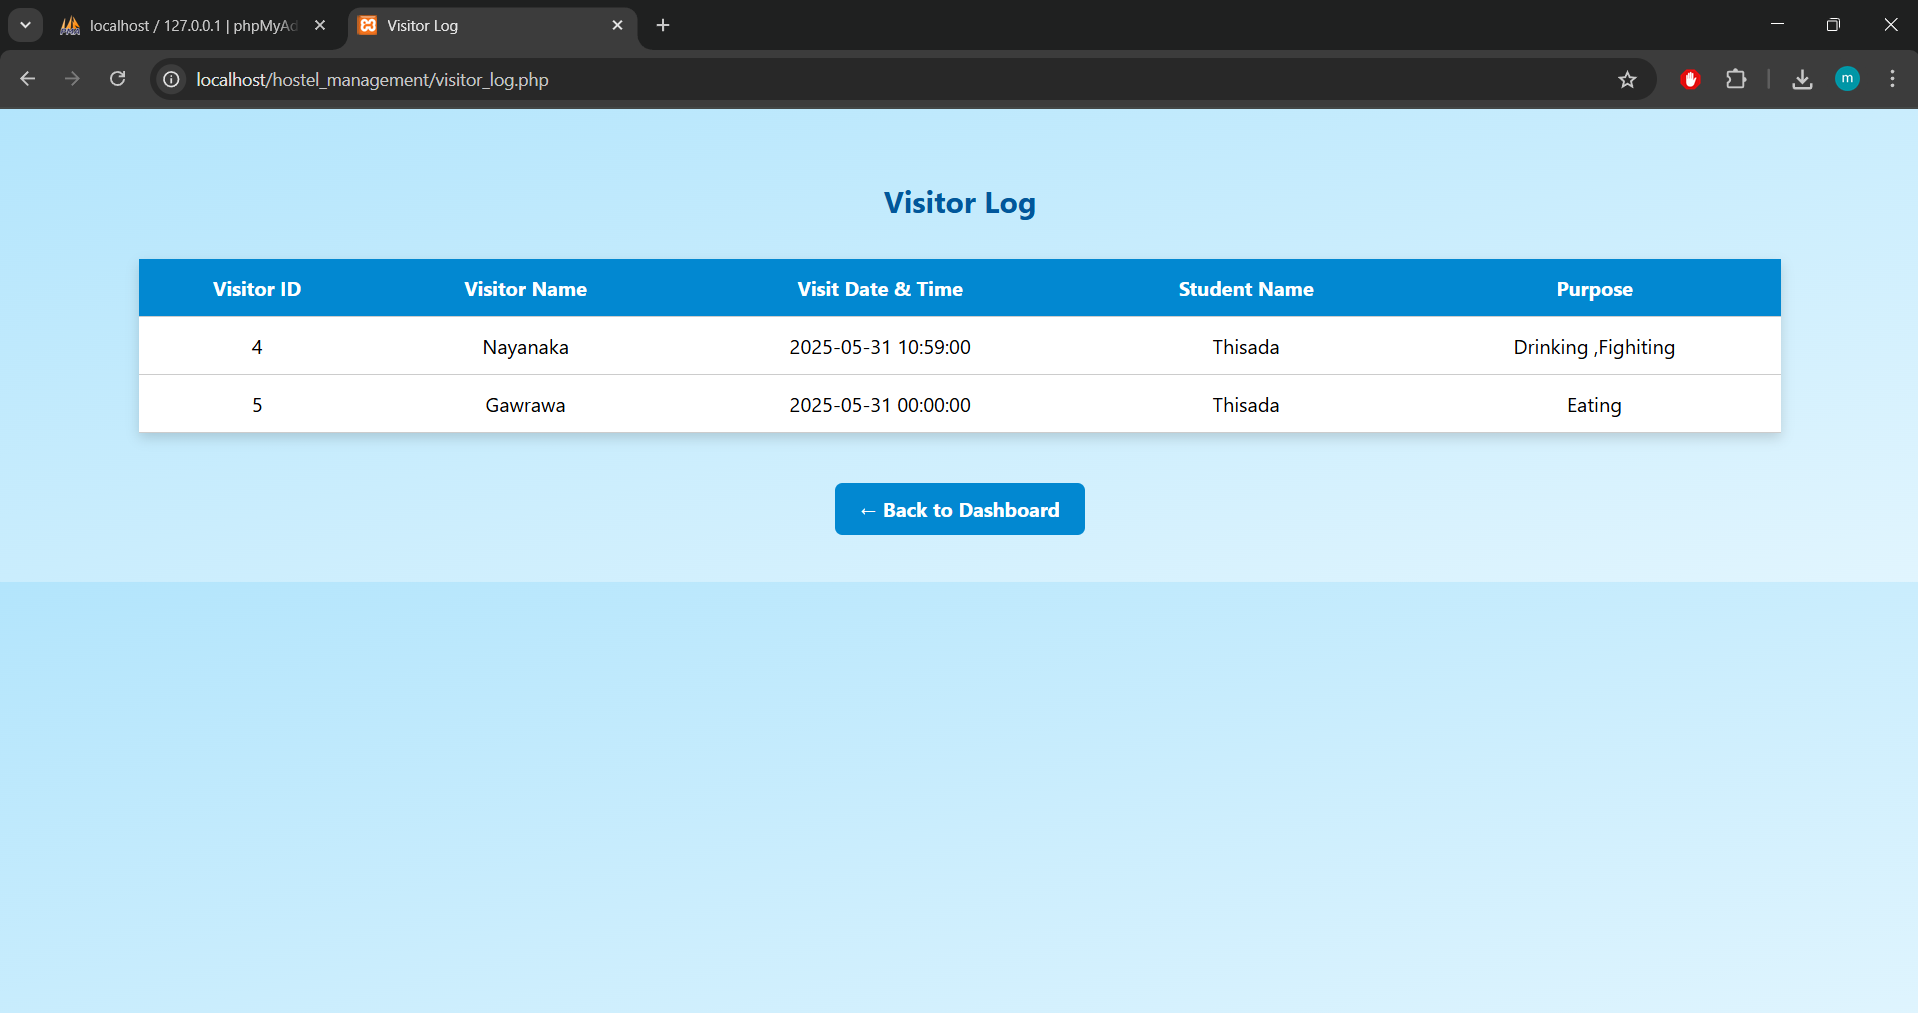 localhost / 127.0.0.1 | phpMyAd
Visitor Log
localhost/hostel_management/visitor_log.php
m
Visitor Log
Visitor ID Visitor Name Visit Date & Time Student Name Purpose
4 Nayanaka 2025-05-31 10:59:00 Thisada Drinking ,Fighiting
5 Gawrawa 2025-05-31 00:00:00 Thisada Eating
← Back to Dashboard